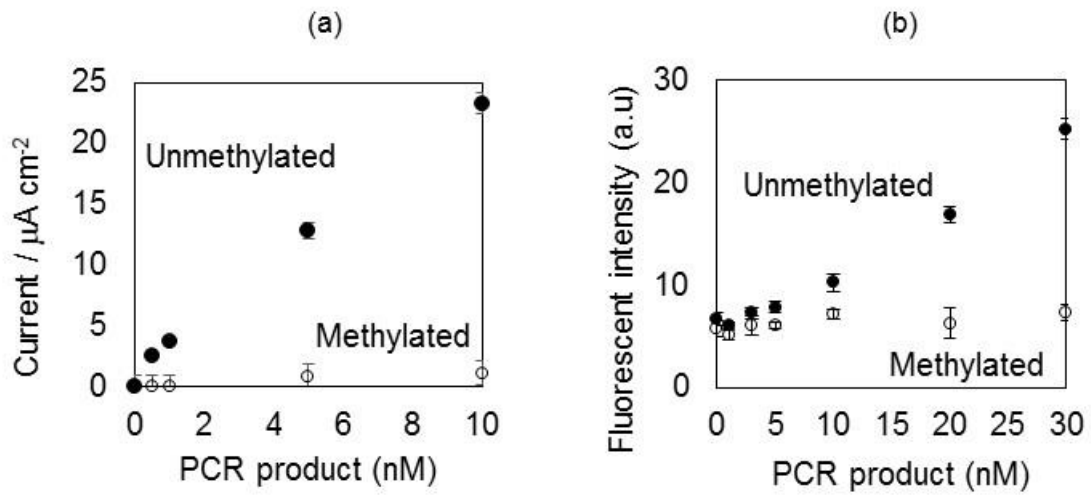 (a)
Current / μA cm-2
25
20
15
10
5
0
Unmethylated
Methylated
0 2 4 6 8 10
PCR product (nM)
(b)
Fluorescent intensity (a.u)
30
20
10
0
Unmethylated
Methylated
0 5 10 15 20 25 30
PCR product (nM)